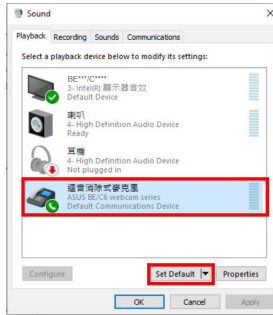 Sound
Playback Recording Sounds Communications
Select a playback device below to modify its settings:
BE***/C****
3- Intel(R) 顯示器音效
Default Device
喇叭
4- High Definition Audio Device
Ready
耳機
4- High Definition Audio Device
Not plugged in
迴音消除式麥克風
ASUS BE/C6 webcam series
Default Communications Device
Configure Set Default Properties
OK Cancel Apply